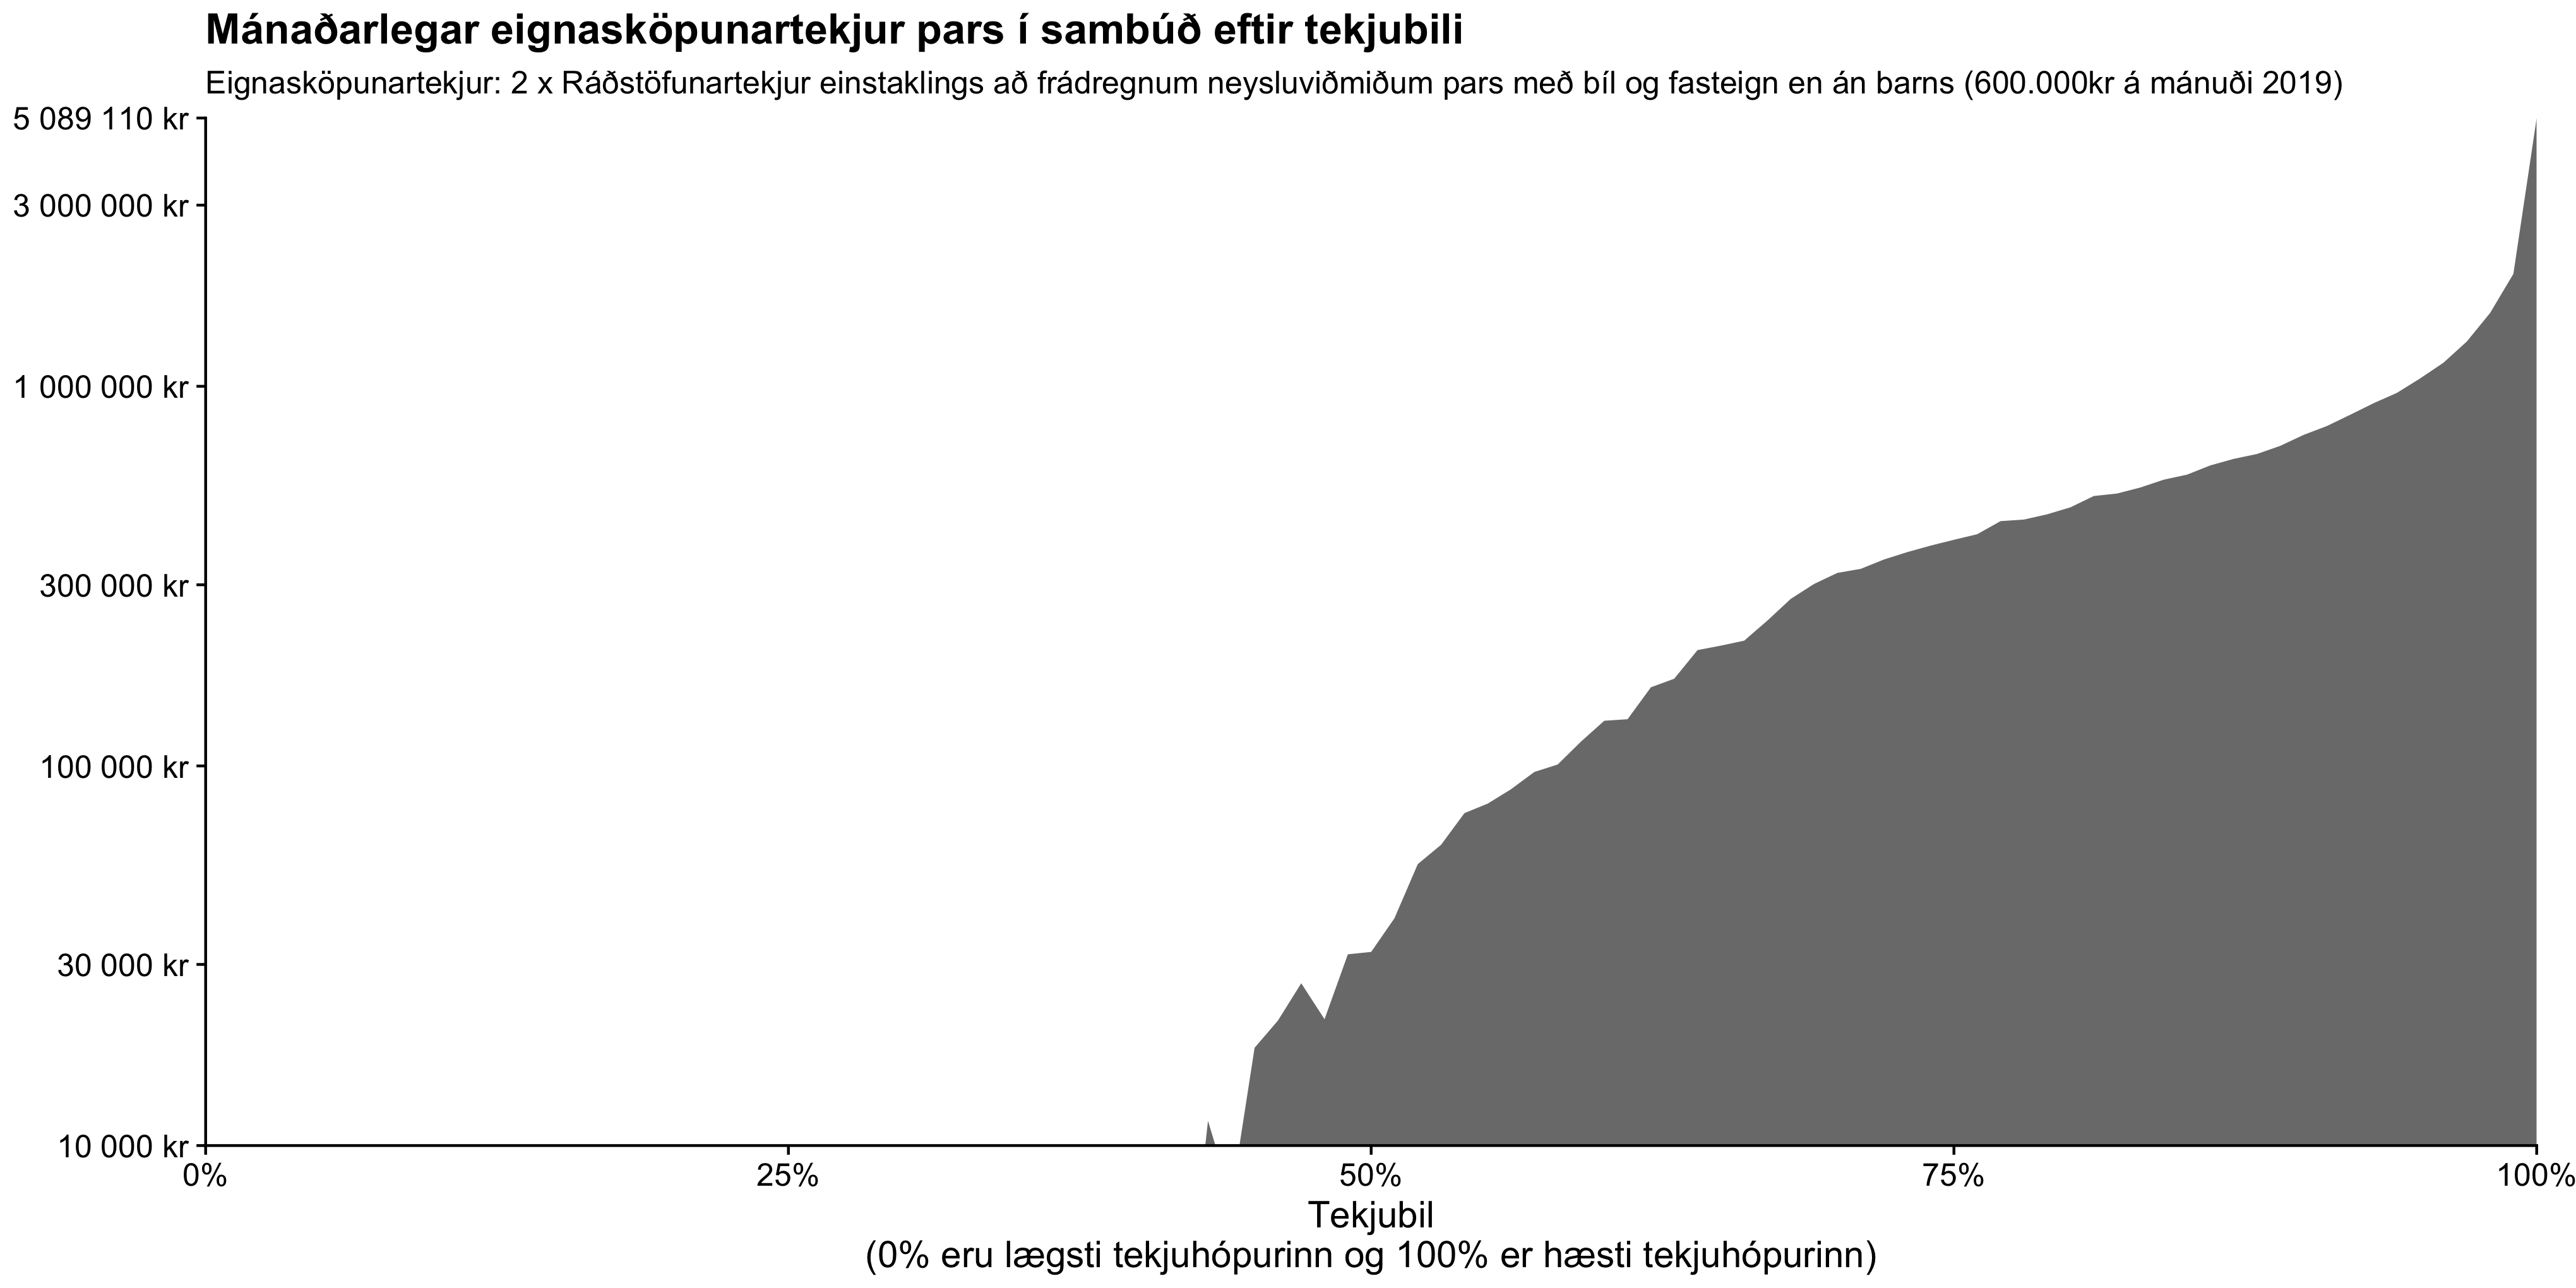 Mánaðarlegar eignasköpunartekjur pars í sambúð eftir tekjubili
Eignasköpunartekjur: 2 x Ráðstöfunartekjur einstaklings að frádregnum neysluviðmiðum pars með bíl og fasteign en án barns (600.000kr á mánuði 2019)
5 089 110 kr
3 000 000 kr
1 000 000 kr
300 000 kr
100 000 kr
30 000 kr
10 000 kr
0% 25% 50% 75% 100%
Tekjubil
(0% eru lægsti tekjuhópurinn og 100% er hæsti tekjuhópurinn)